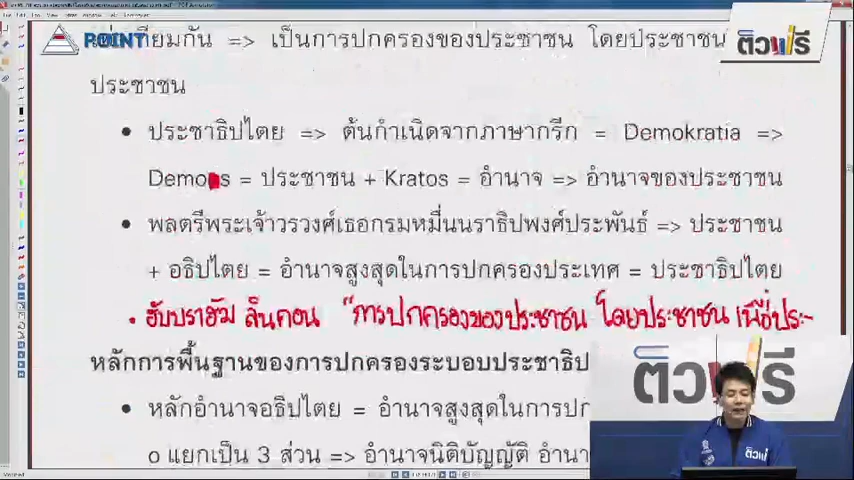 เท่าเทียมกัน => เป็นการปกครองของประชาชน โดยประชาชน
POINT
ติวฟรี
ประชาชน
• ประชาธิปไตย => ต้นกำเนิดจากภาษากรีก = Demokratia =>
Demoos = ประชาชน + Kratos = อำนาจ => อำนาจของประชาชน
• พลตรีพระเจ้าวรวงศ์เธอกรมหมื่นนราธิปพงศ์ประพันธ์ => ประชาชน
+ อธิปไตย = อำนาจสูงสุดในการปกครองประเทศ = ประชาธิปไตย
• ฮับบราฮัม ลินคอน "การปกครองของประชาชน โดยประชาชน เพื่อประ-
หลักการพื้นฐานของการปกครองระบอบประชาธิป
ติวฟรี
• หลักอำนาจอธิปไตย = อำนาจสูงสุดในการปก
o แยกเป็น 3 ส่วน => อำนาจนิติบัญญัติ อำนา